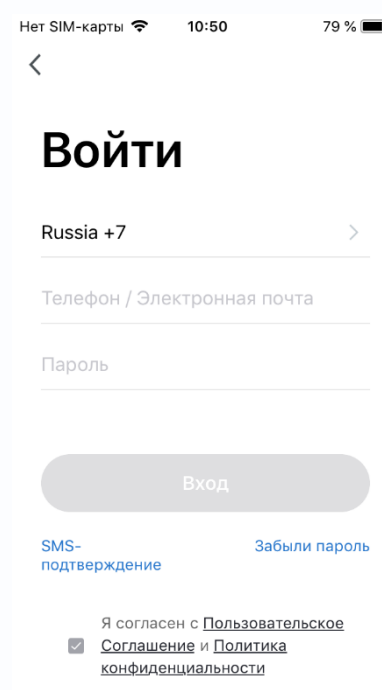 Нет SIM-карты 10:50 79 %
Войти
Russia +7
Телефон / Электронная почта
Пароль
Вход
SMS- Забыли пароль
подтверждение
Я согласен с Пользовательское
Соглашение и Политика
конфиденциальности